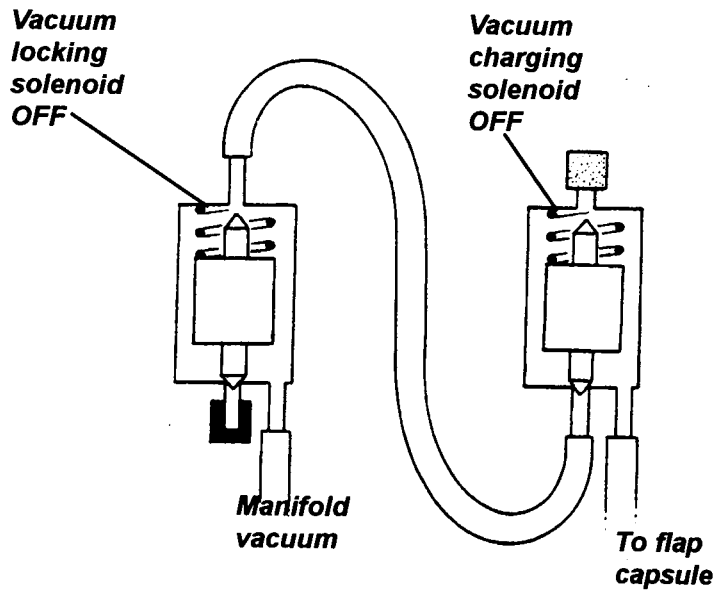 Vacuum
locking
solenoid
OFF
Vacuum
charging
solenoid
OFF
Manifold
vacuum
To flap
capsule